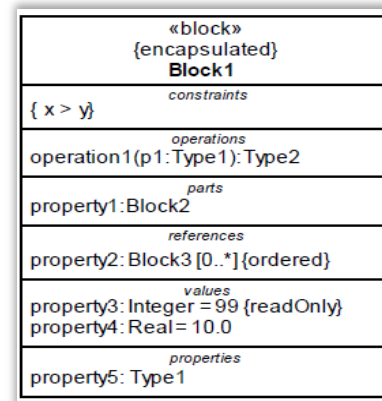 «block»
{encapsulated}
Block1
constraints
{ x > y}
operations
operation1(p1:Type1):Type2
parts
property1:Block2
references
property2: Block3 [0..*] {ordered}
values
property3: Integer = 99 {readOnly}
property4: Real = 10.0
properties
property5: Type1